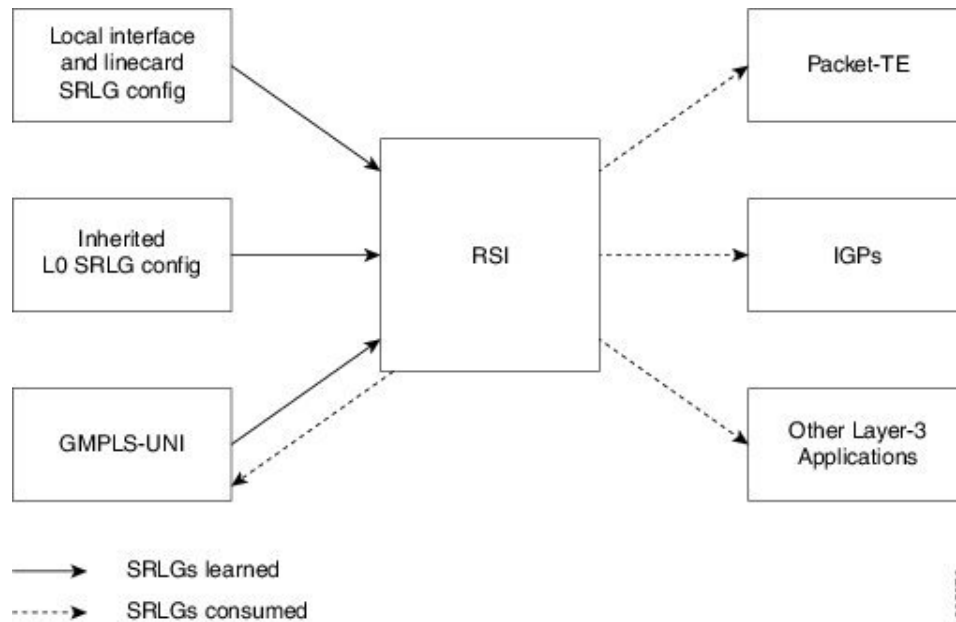 Local interface
and linecard
SRLG config
Packet-TE
Inherited
L0 SRLG config
RSI
IGPs
GMPLS-UNI
Other Layer-3
Applications
SRLGs learned
SRLGs consumed